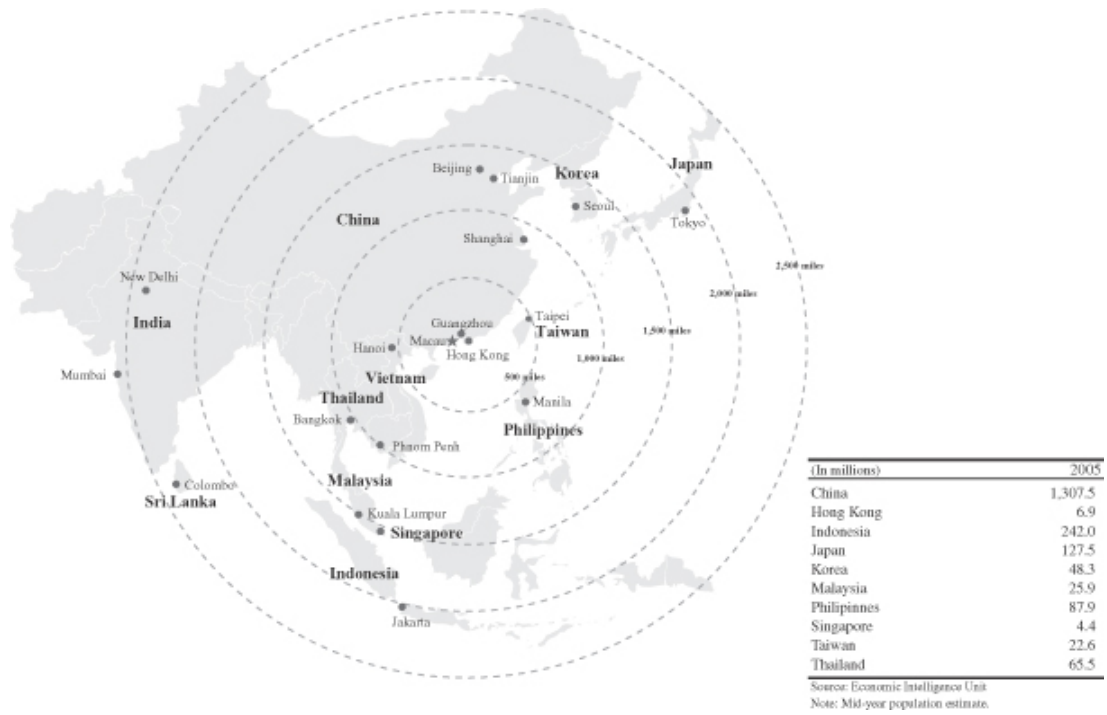 Japan
Beijing
Korea
Tianjin
Seoul
China
Tokyo
Shanghai
2,500 miles
New Delhi
2,000 miles
India
Guangzhou
Taipei
Taiwan
1,500 miles
Macau
Hanoi
Hong Kong
1,000 miles
Mumbai
Vietnam
500 miles
Thailand
Manila
Bangkok
Philippines
Phnom Penh
Malaysia
Colombo
Sri Lanka
Kuala Lumpur
Singapore
Indonesia
Jakarta
(In millions) 2005
China 1,307.5
Hong Kong 6.9
Indonesia 242.0
Japan 127.5
Korea 48.3
Malaysia 25.9
Philipinnes 87.9
Singapore 4.4
Taiwan 22.6
Thailand 65.5
Source: Economic Intelligence Unit
Note: Mid-year population estimate.